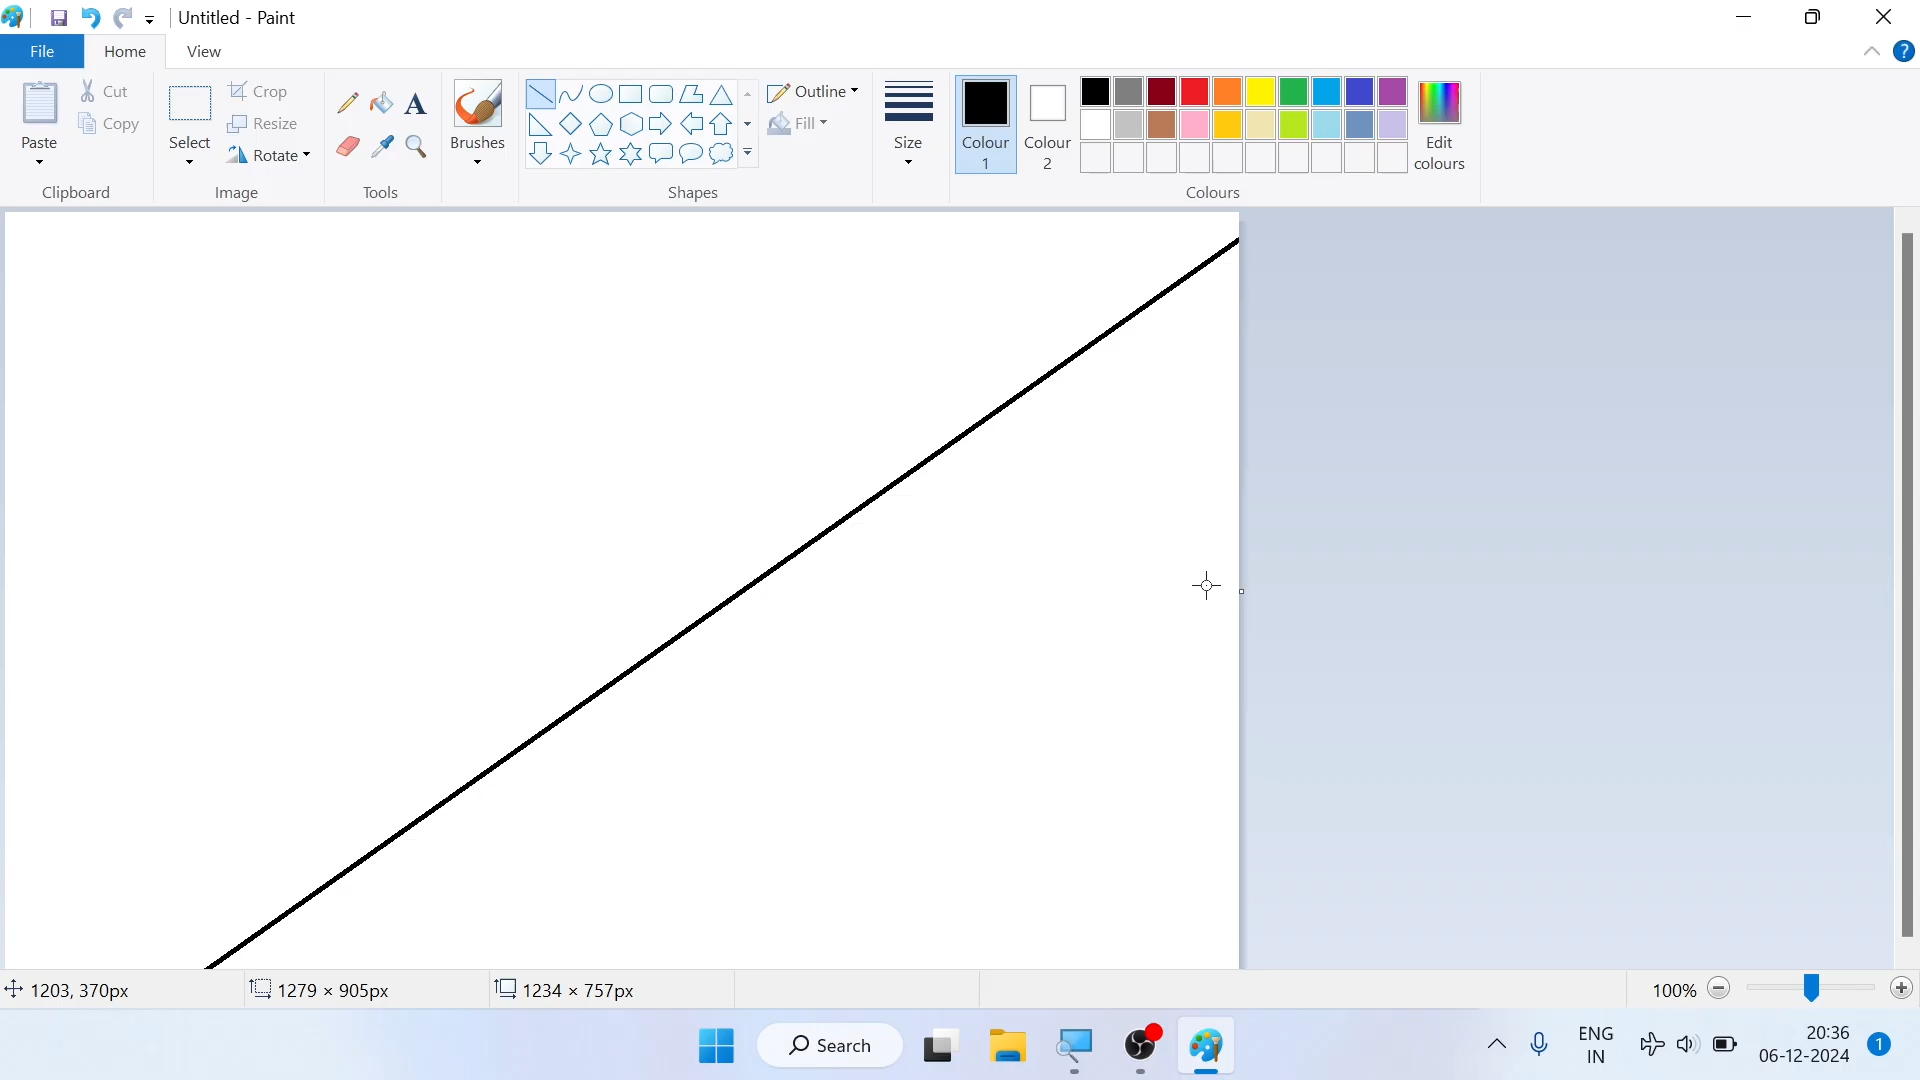 Untitled - Paint
File Home View
Paste Cut Copy Clipboard
Select Crop Resize Rotate Image
A Tools
Brushes
Shapes
Outline Fill
Size
Colour 1
Colour 2
Edit colours
Colours
1203, 370px 1279 × 905px 1234 × 757px 100%
Search
ENG IN
20:36
06-12-2024
1